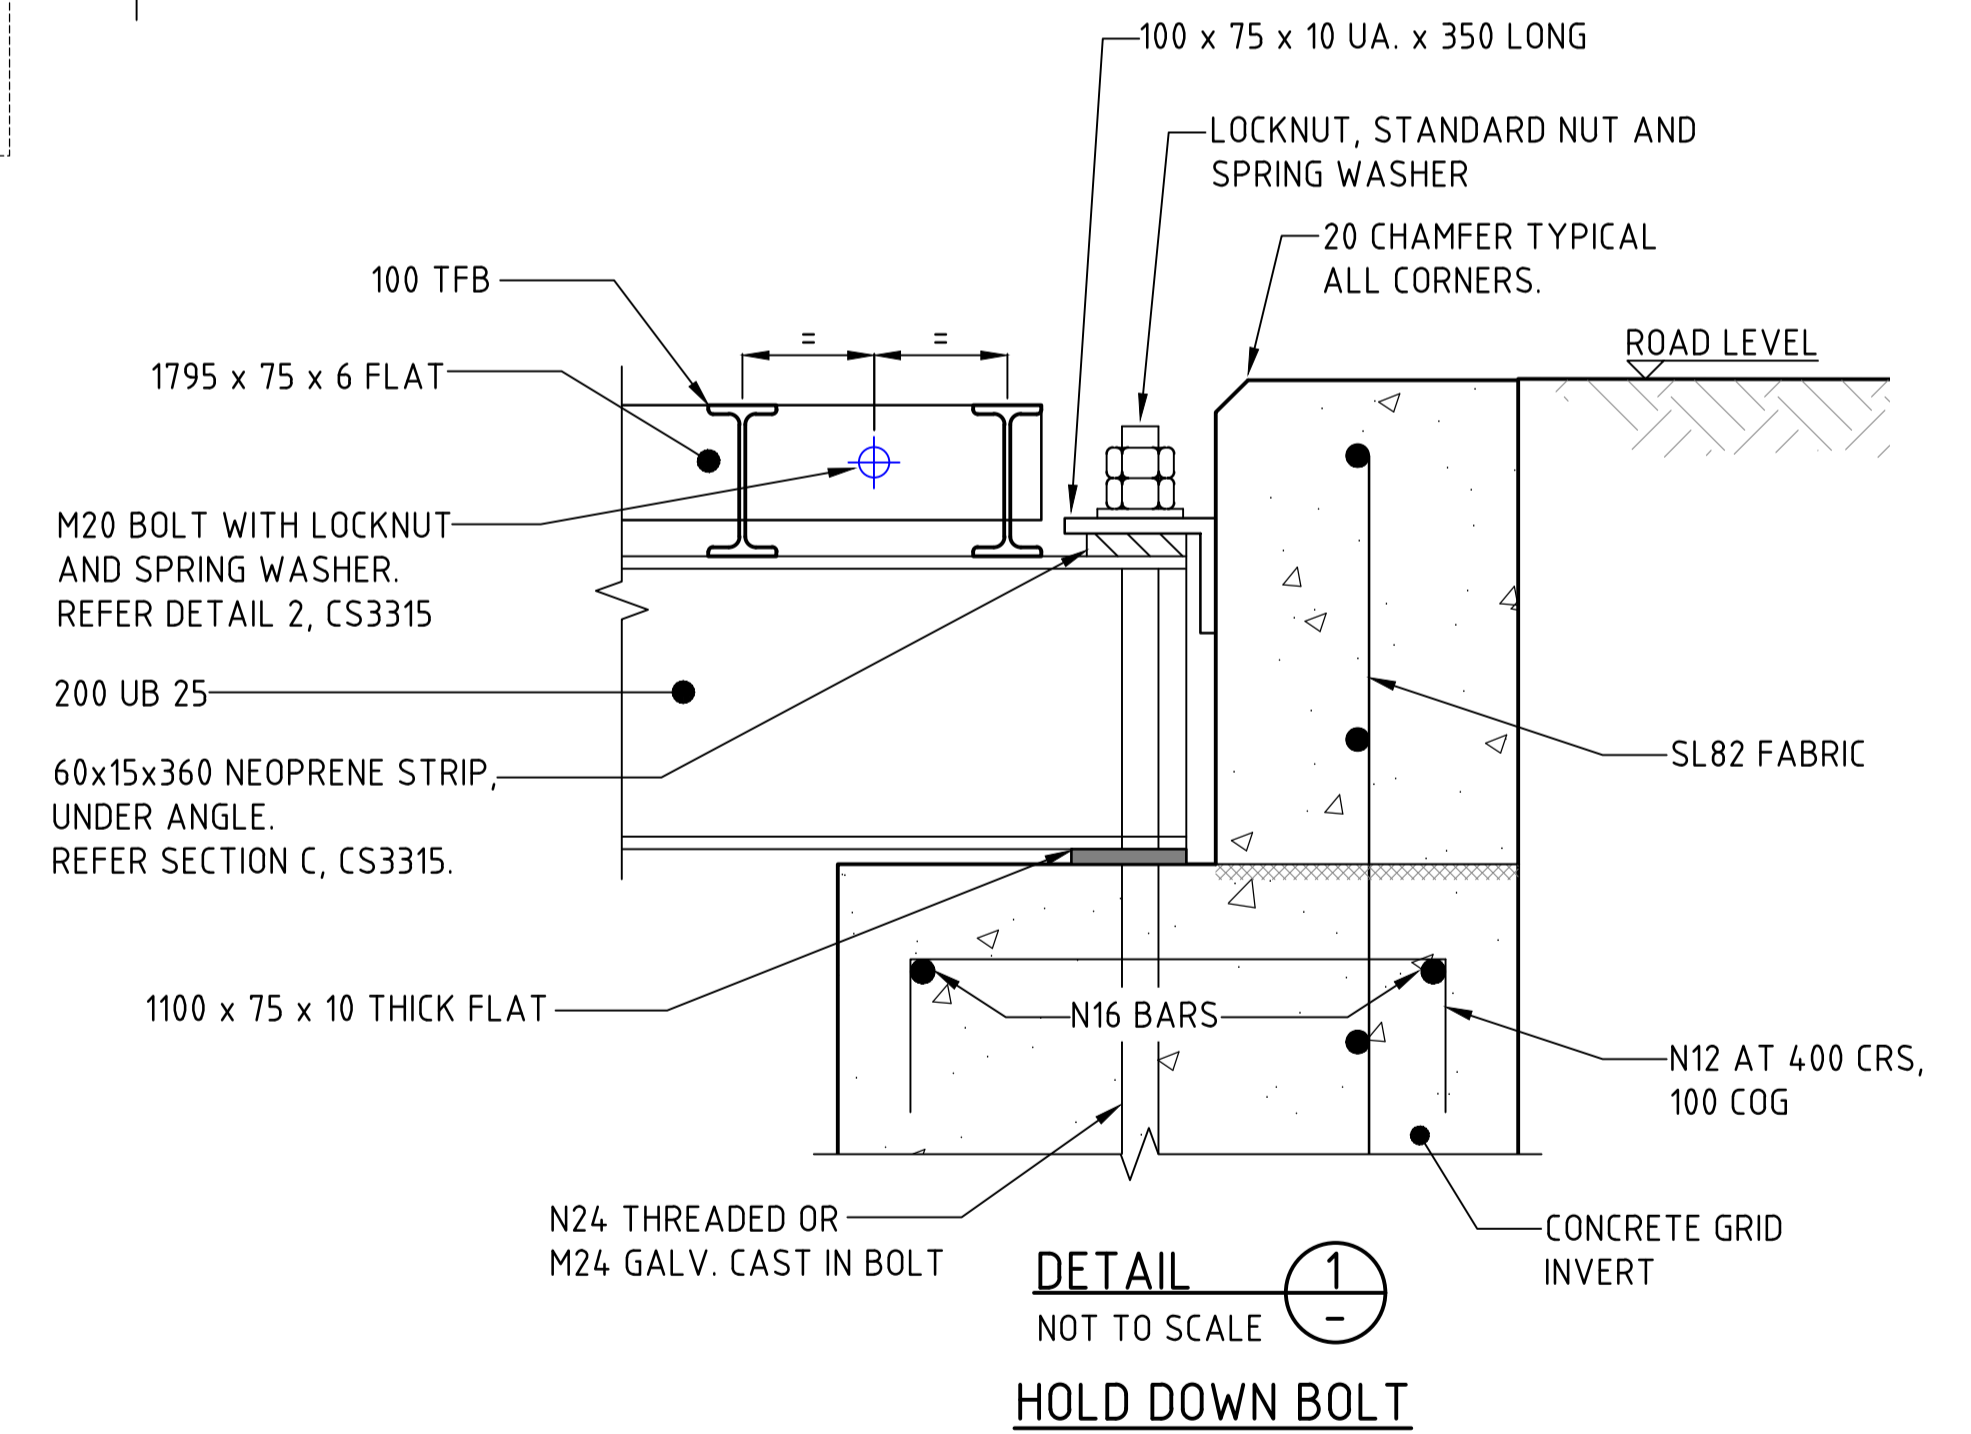 100 x 75 x 10 UA. x 350 LONG
LOCKNUT, STANDARD NUT AND
SPRING WASHER
20 CHAMFER TYPICAL
ALL CORNERS.
100 TFB
= =
ROAD LEVEL
1795 x 75 x 6 FLAT
M20 BOLT WITH LOCKNUT
AND SPRING WASHER.
REFER DETAIL 2, CS3315
200 UB 25
SL82 FABRIC
60x15x360 NEOPRENE STRIP,
UNDER ANGLE.
REFER SECTION C, CS3315.
1100 x 75 x 10 THICK FLAT
N16 BARS
N12 AT 400 CRS,
100 COG
N24 THREADED OR
M24 GALV. CAST IN BOLT
CONCRETE GRID
INVERT
DETAIL 1
NOT TO SCALE -
HOLD DOWN BOLT